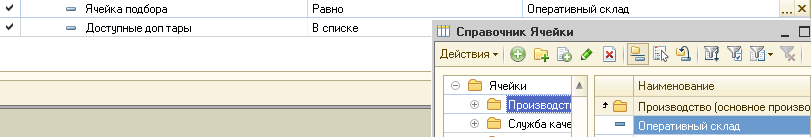 Ячейка подбора Равно Оперативный склад ...
Доступные доп тары В списке
Справочник Ячейки
Действия
Ячейки Наименование
Производст Производство (основное произво
Служба каче Оперативный склад